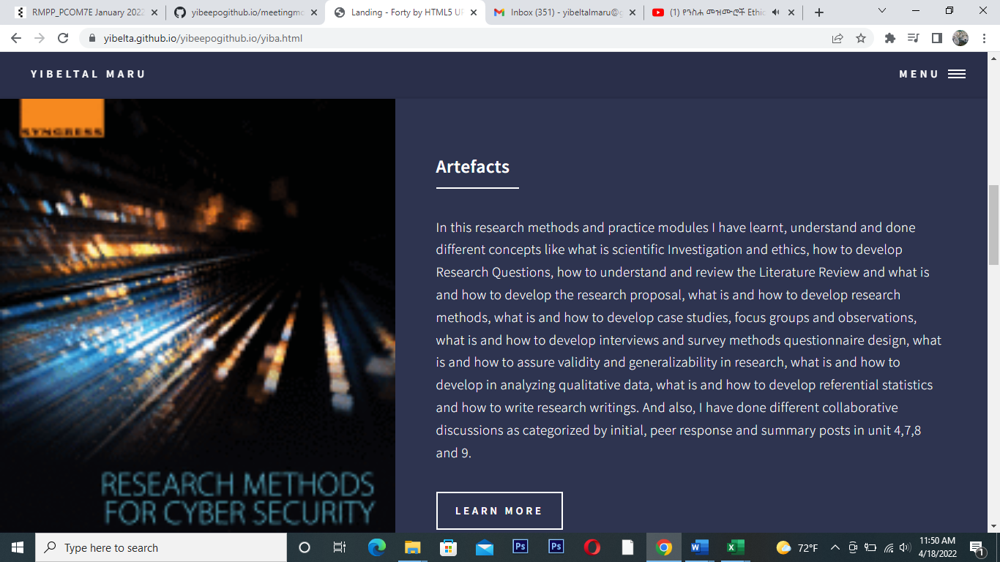 RMPP_PCOM7E January 2022
yibeepogithub.io/meetingmo
Landing - Forty by HTML5 UP
Inbox (351) - yibeltalmaru@g
(1) የንስሐ መዝሙሮች Ethio
yibelta.github.io/yibeepogithub.io/yiba.html
YIBELTAL MARU
MENU
SYNGRESS
RESEARCH METHODS
FOR CYBER SECURITY
Artefacts
In this research methods and practice modules I have learnt, understand and done
different concepts like what is scientific Investigation and ethics, how to develop
Research Questions, how to understand and review the Literature Review and what is
and how to develop the research proposal, what is and how to develop research
methods, what is and how to develop case studies, focus groups and observations,
what is and how to develop interviews and survey methods questionnaire design, what
is and how to assure validity and generalizability in research, what is and how to
develop in analyzing qualitative data, what is and how to develop referential statistics
and how to write research writings. And also, I have done different collaborative
discussions as categorized by initial, peer response and summary posts in unit 4,7,8
and 9.
LEARN MORE
Type here to search
Ps
Ps
72°F
11:50 AM
4/18/2022
1